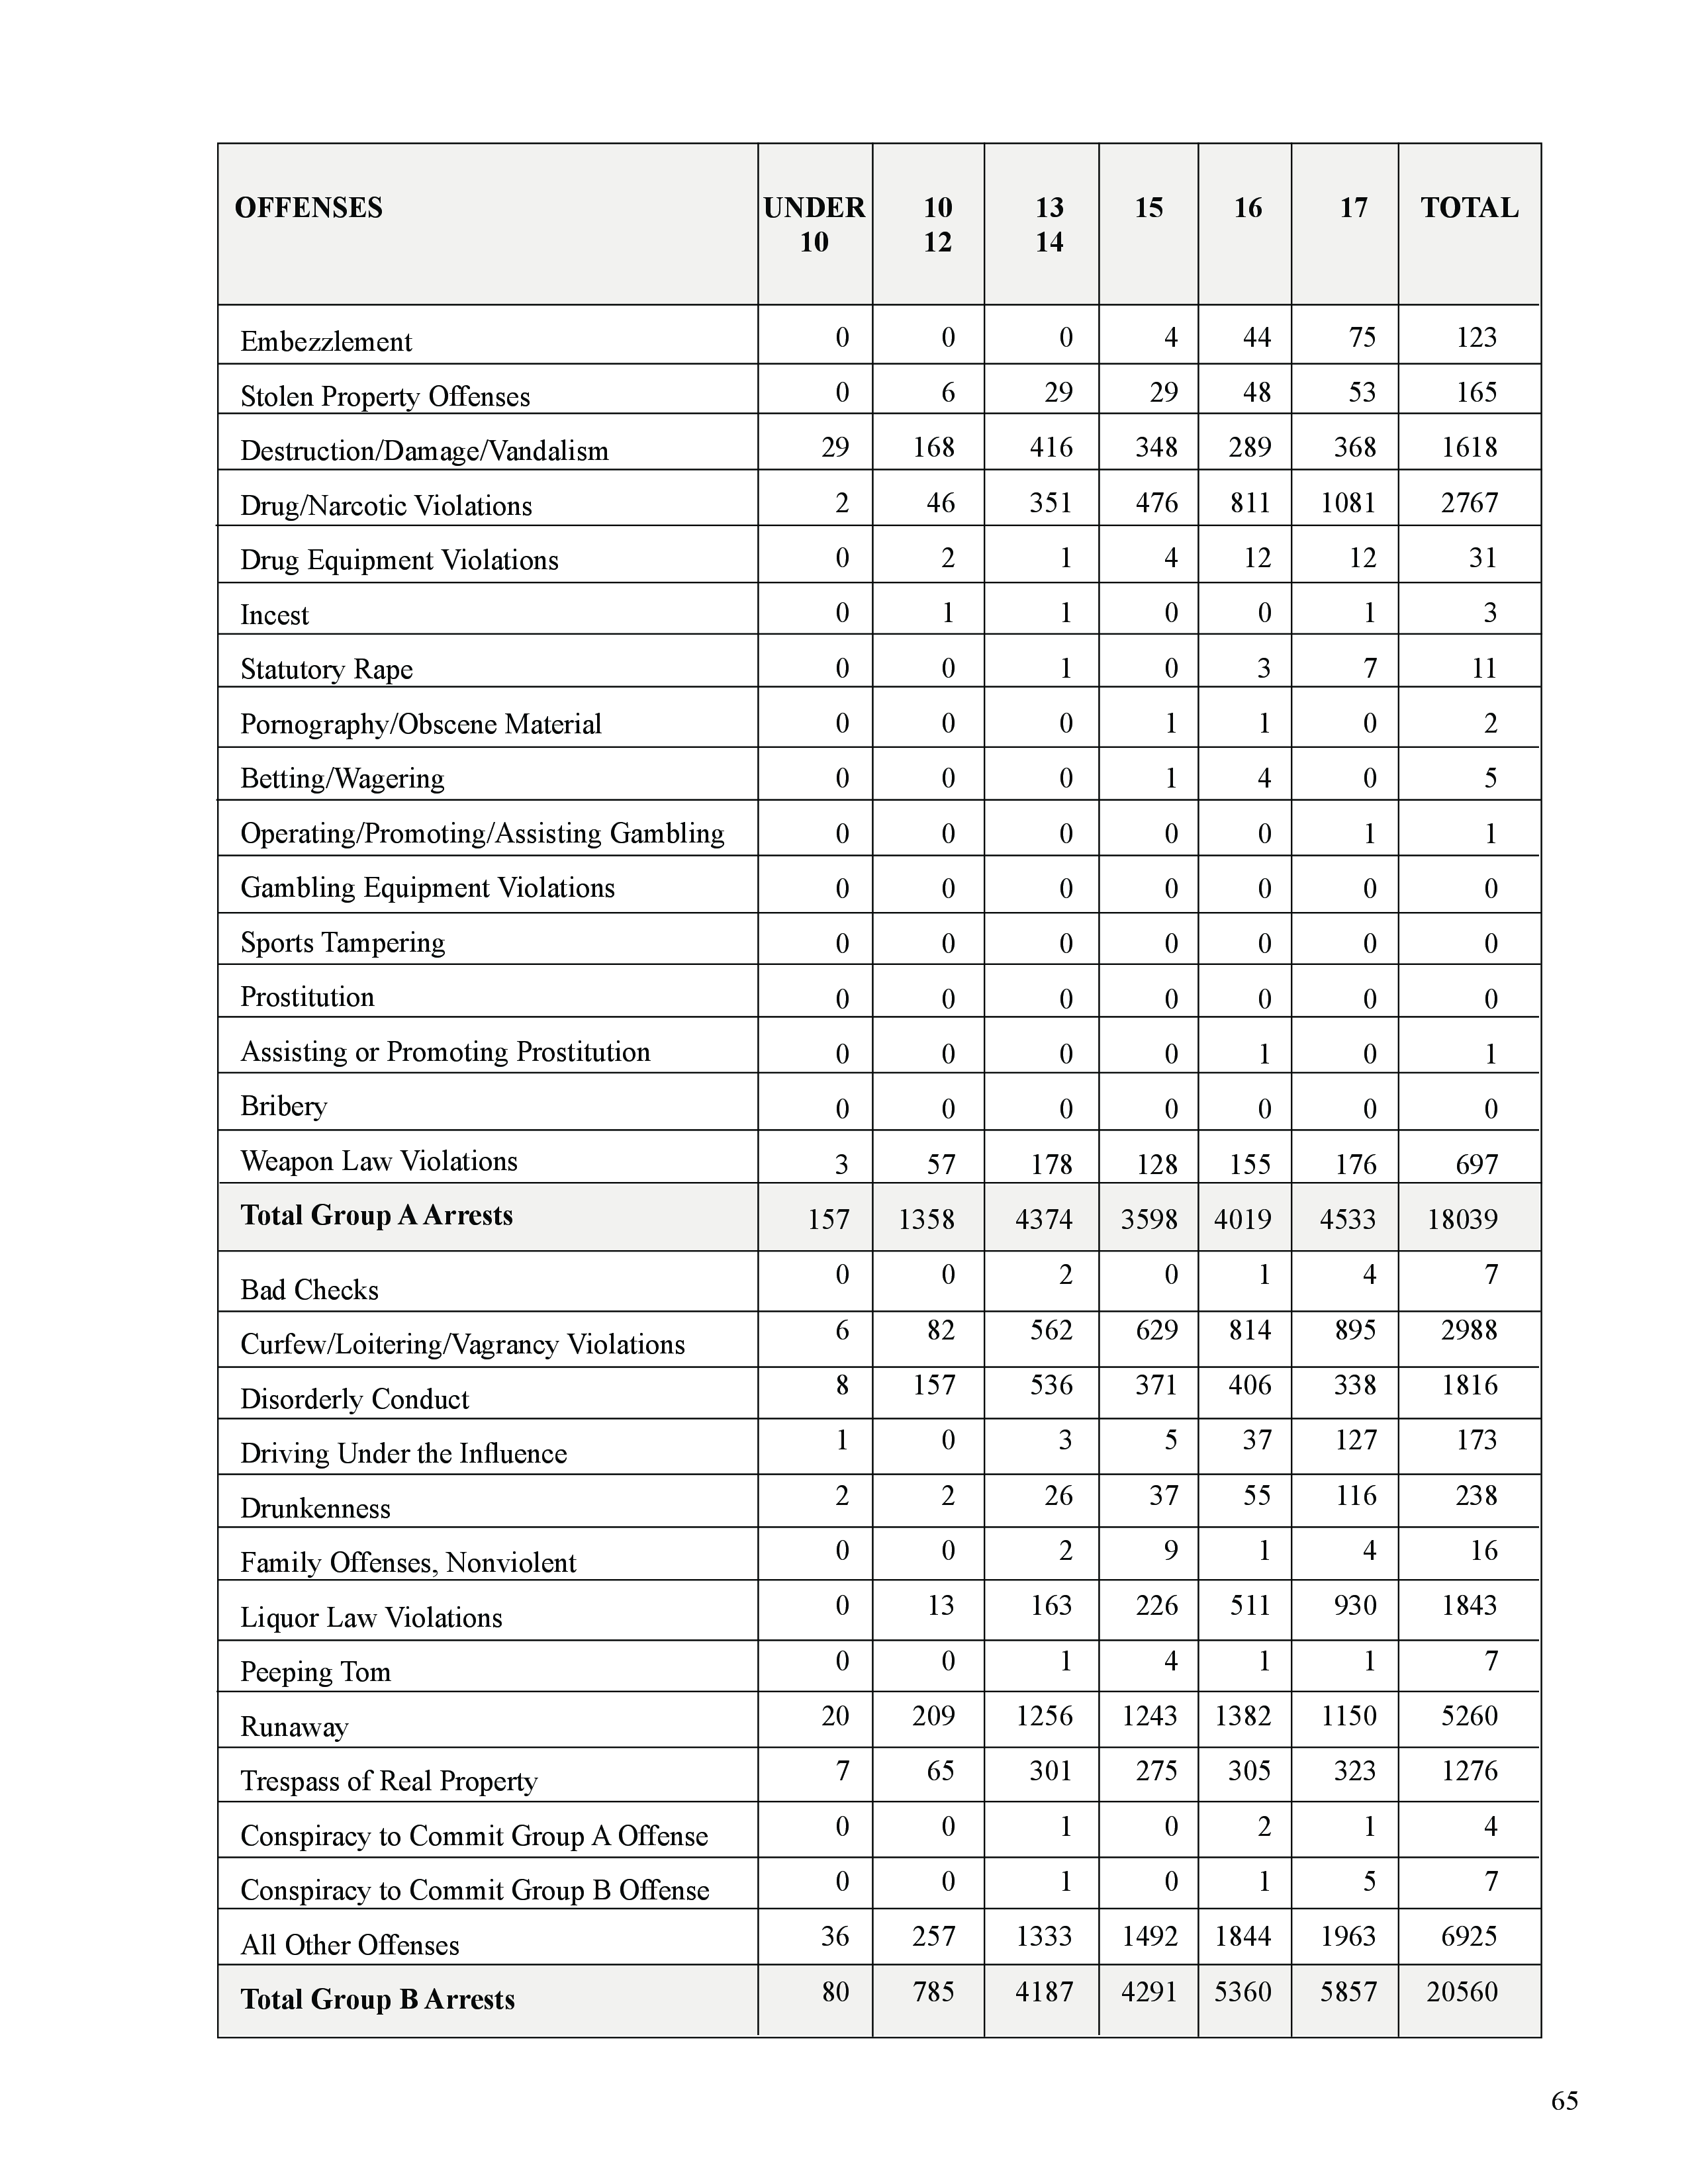 OFFENSES UNDER 10 13 15 16 17 TOTAL
10 12 14
Embezzlement 0 0 0 4 44 75 123
Stolen Property Offenses 0 6 29 29 48 53 165
Destruction/Damage/Vandalism 29 168 416 348 289 368 1618
Drug/Narcotic Violations 2 46 351 476 811 1081 2767
Drug Equipment Violations 0 2 1 4 12 12 31
Incest 0 1 1 0 0 1 3
Statutory Rape 0 0 1 0 3 7 11
Pornography/Obscene Material 0 0 0 1 1 0 2
Betting/Wagering 0 0 0 1 4 0 5
Operating/Promoting/Assisting Gambling 0 0 0 0 0 1 1
Gambling Equipment Violations 0 0 0 0 0 0 0
Sports Tampering 0 0 0 0 0 0 0
Prostitution 0 0 0 0 0 0 0
Assisting or Promoting Prostitution 0 0 0 0 1 0 1
Bribery 0 0 0 0 0 0 0
Weapon Law Violations 3 57 178 128 155 176 697
Total Group A Arrests 157 1358 4374 3598 4019 4533 18039
Bad Checks 0 0 2 0 1 4 7
Curfew/Loitering/Vagrancy Violations 6 82 562 629 814 895 2988
Disorderly Conduct 8 157 536 371 406 338 1816
Driving Under the Influence 1 0 3 5 37 127 173
Drunkenness 2 2 26 37 55 116 238
Family Offenses, Nonviolent 0 0 2 9 1 4 16
Liquor Law Violations 0 13 163 226 511 930 1843
Peeping Tom 0 0 1 4 1 1 7
Runaway 20 209 1256 1243 1382 1150 5260
Trespass of Real Property 7 65 301 275 305 323 1276
Conspiracy to Commit Group A Offense 0 0 1 0 2 1 4
Conspiracy to Commit Group B Offense 0 0 1 0 1 5 7
All Other Offenses 36 257 1333 1492 1844 1963 6925
Total Group B Arrests 80 785 4187 4291 5360 5857 20560
65